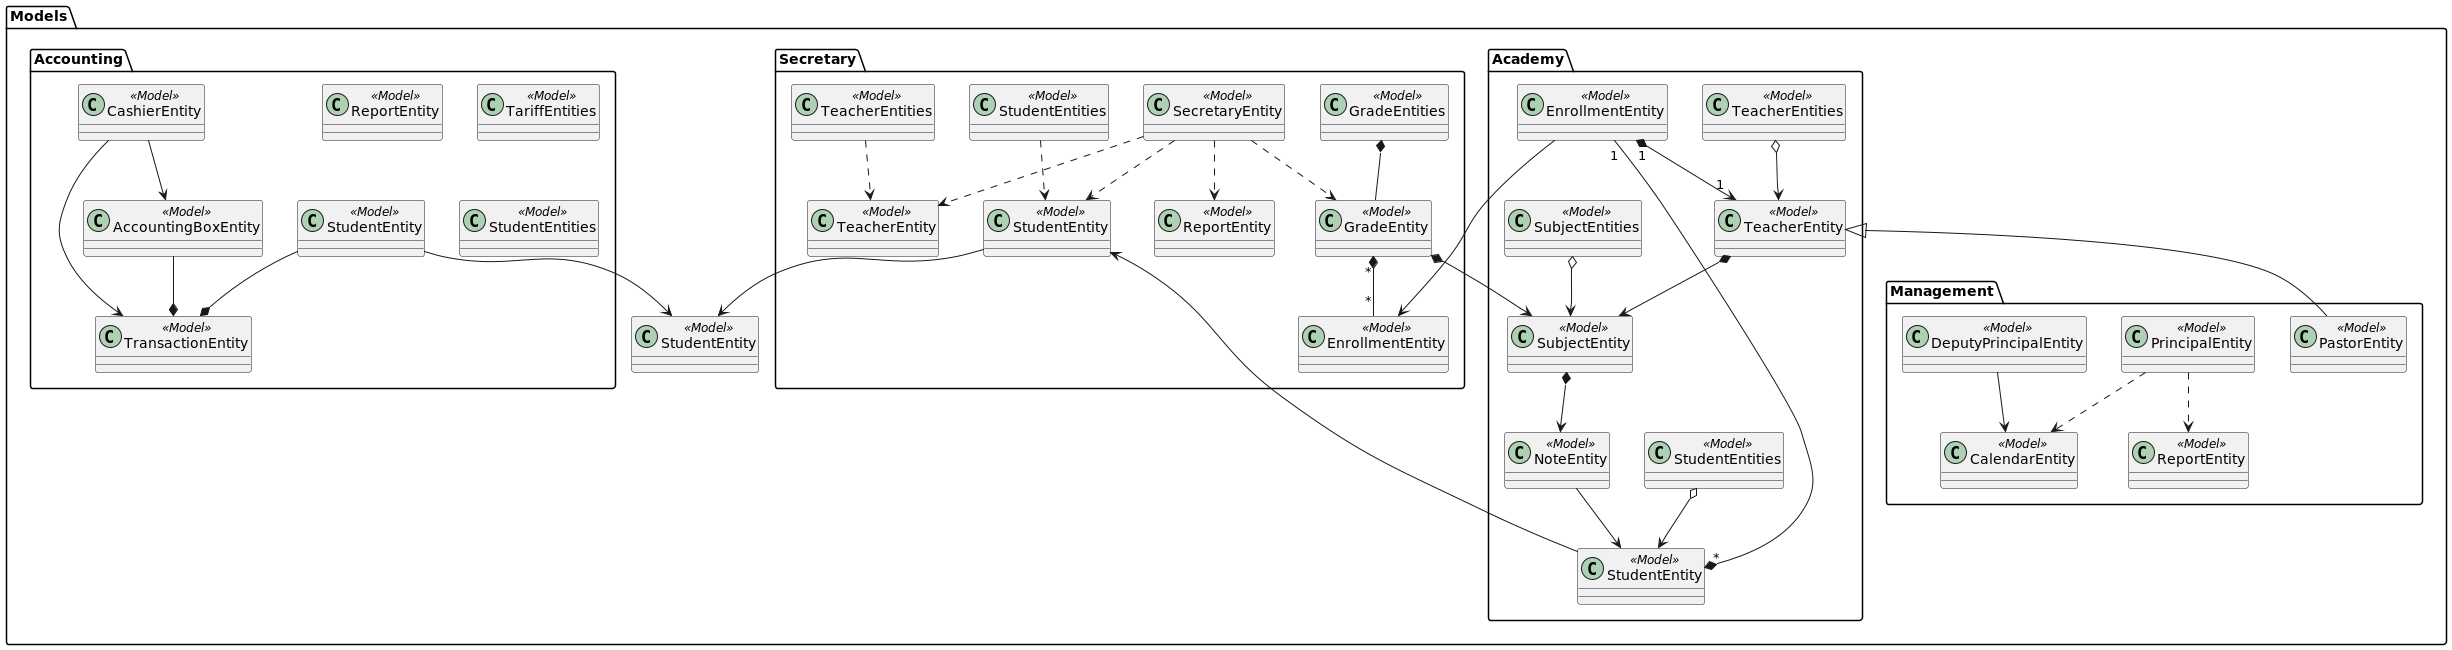 Models
Accounting
C «Model» CashierEntity
C «Model» ReportEntity
C «Model» TariffEntities
C «Model» AccountingBoxEntity
C «Model» StudentEntity
C «Model» StudentEntities
C «Model» TransactionEntity
C «Model» StudentEntity
Secretary
C «Model» TeacherEntities
C «Model» StudentEntities
C «Model» SecretaryEntity
C «Model» GradeEntities
C «Model» TeacherEntity
C «Model» StudentEntity
C «Model» ReportEntity
C «Model» GradeEntity
*
*
C «Model» EnrollmentEntity
Academy
C «Model» EnrollmentEntity
C «Model» TeacherEntities
1
1
1
C «Model» SubjectEntities
C «Model» TeacherEntity
C «Model» SubjectEntity
C «Model» NoteEntity
C «Model» StudentEntities
*
C «Model» StudentEntity
Management
C «Model» DeputyPrincipalEntity
C «Model» PrincipalEntity
C «Model» PastorEntity
C «Model» CalendarEntity
C «Model» ReportEntity